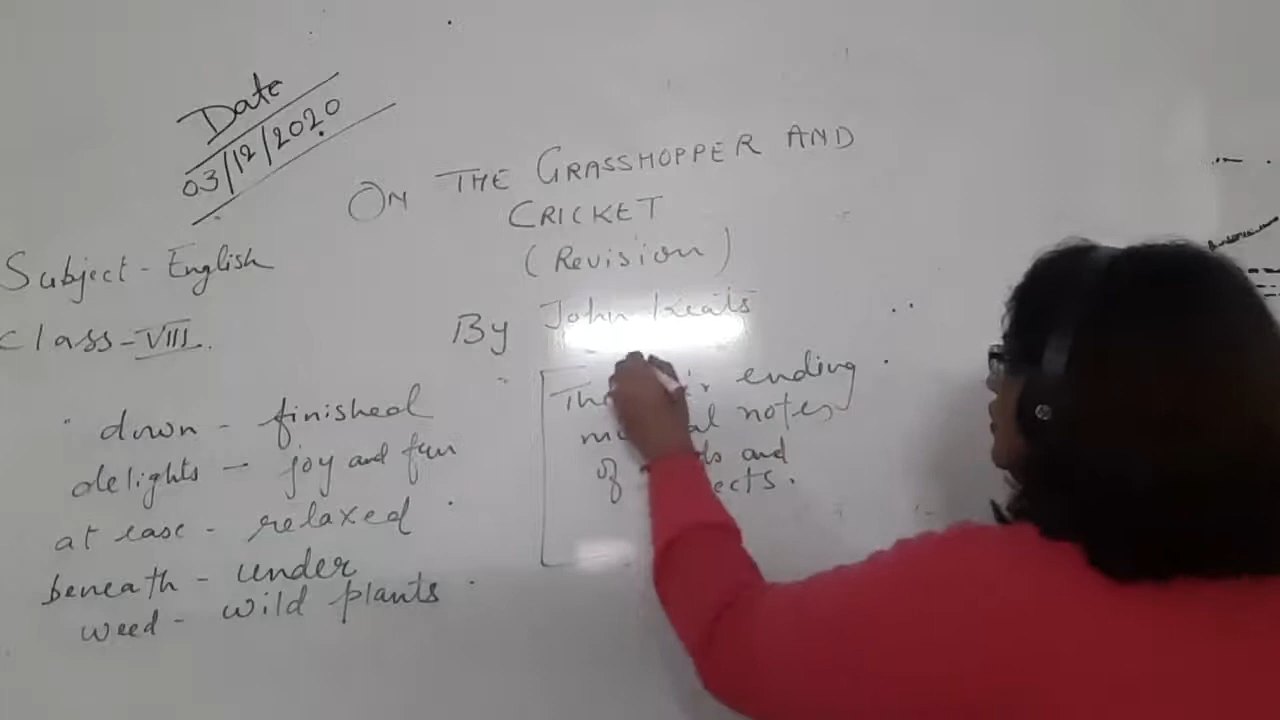 Date
03/12/2020
ON THE GRASSHOPPER AND
CRICKET
(Revision)
Subject - English
Class - VIII.
By John Keats
down - finished
delights - joy and fun
at ease - relaxed
beneath - under
weed - wild plants
ending
notes
of and